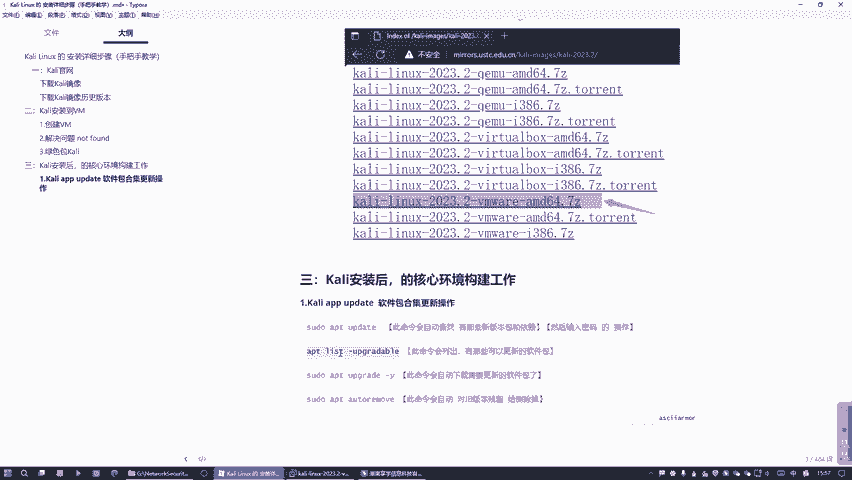 Kali Linux 的 安装详细步骤（手把手教学）.md• - Typora
文件(F) 编辑(E) 段落(P) 格式(O) 视图(V) 主题(T) 帮助(H)
文件 大纲
Kali Linux 的 安装详细步骤（手把手教学）
一：Kali官网
下载Kali镜像
下载Kali镜像历史版本
二：Kali安装到VM
1.创建VM
2.解决问题 not found
3.绿色包Kali
三：Kali安装后，的核心环境构建工作
1.Kali app update 软件包合集更新操作
Index of /kali-images/kali-2023.
不安全 mirrors.ustc.edu.cn/kali-images/kali-2023.2/
kali-linux-2023.2-qemu-amd64.7z
kali-linux-2023.2-qemu-amd64.7z.torrent
kali-linux-2023.2-qemu-i386.7z
kali-linux-2023.2-qemu-i386.7z.torrent
kali-linux-2023.2-virtualbox-amd64.7z
kali-linux-2023.2-virtualbox-amd64.7z.torrent
kali-linux-2023.2-virtualbox-i386.7z
kali-linux-2023.2-virtualbox-i386.7z.torrent
kali-linux-2023.2-vmware-amd64.7z
kali-linux-2023.2-vmware-amd64.7z.torrent
kali-linux-2023.2-vmware-i386.7z
三：Kali安装后，的核心环境构建工作
1.Kali app update 软件包合集更新操作
sudo apt update 【此命令会自动查找 有那最新版本包和依赖】【然后输入密码 的 操作】
apt list -upgradable 【此命令会列出，有那些可以更新的软件包】
sudo apt upgrade -y 【此命令会自动下载需要更新的软件包了】
sudo apt autoremove 【此命令会自动 对旧版本残留 给删除掉】
asciiarmor
G:\NetworkSecurit... Kali Linux 的 安装详... kali-linux-2023.2-v...
15:57